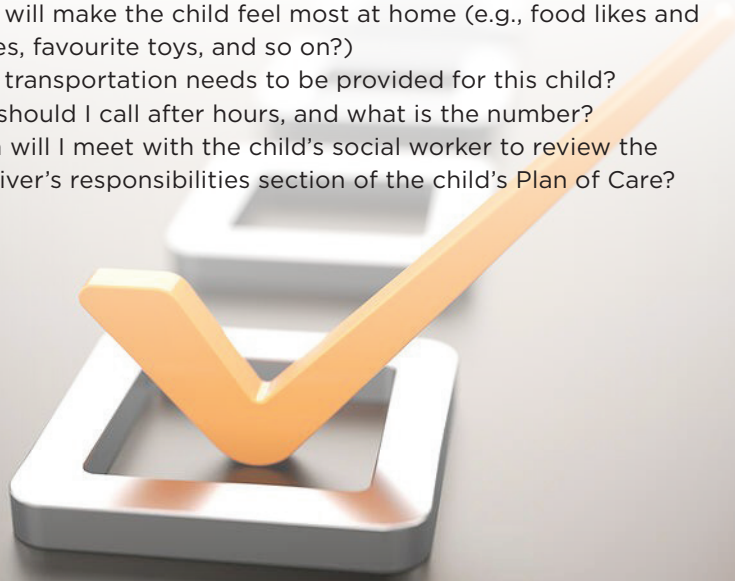 will make the child feel most at home (e.g., food likes and
es, favourite toys, and so on?)
transportation needs to be provided for this child?
should I call after hours, and what is the number?
will I meet with the child's social worker to review the
iver's responsibilities section of the child's Plan of Care?